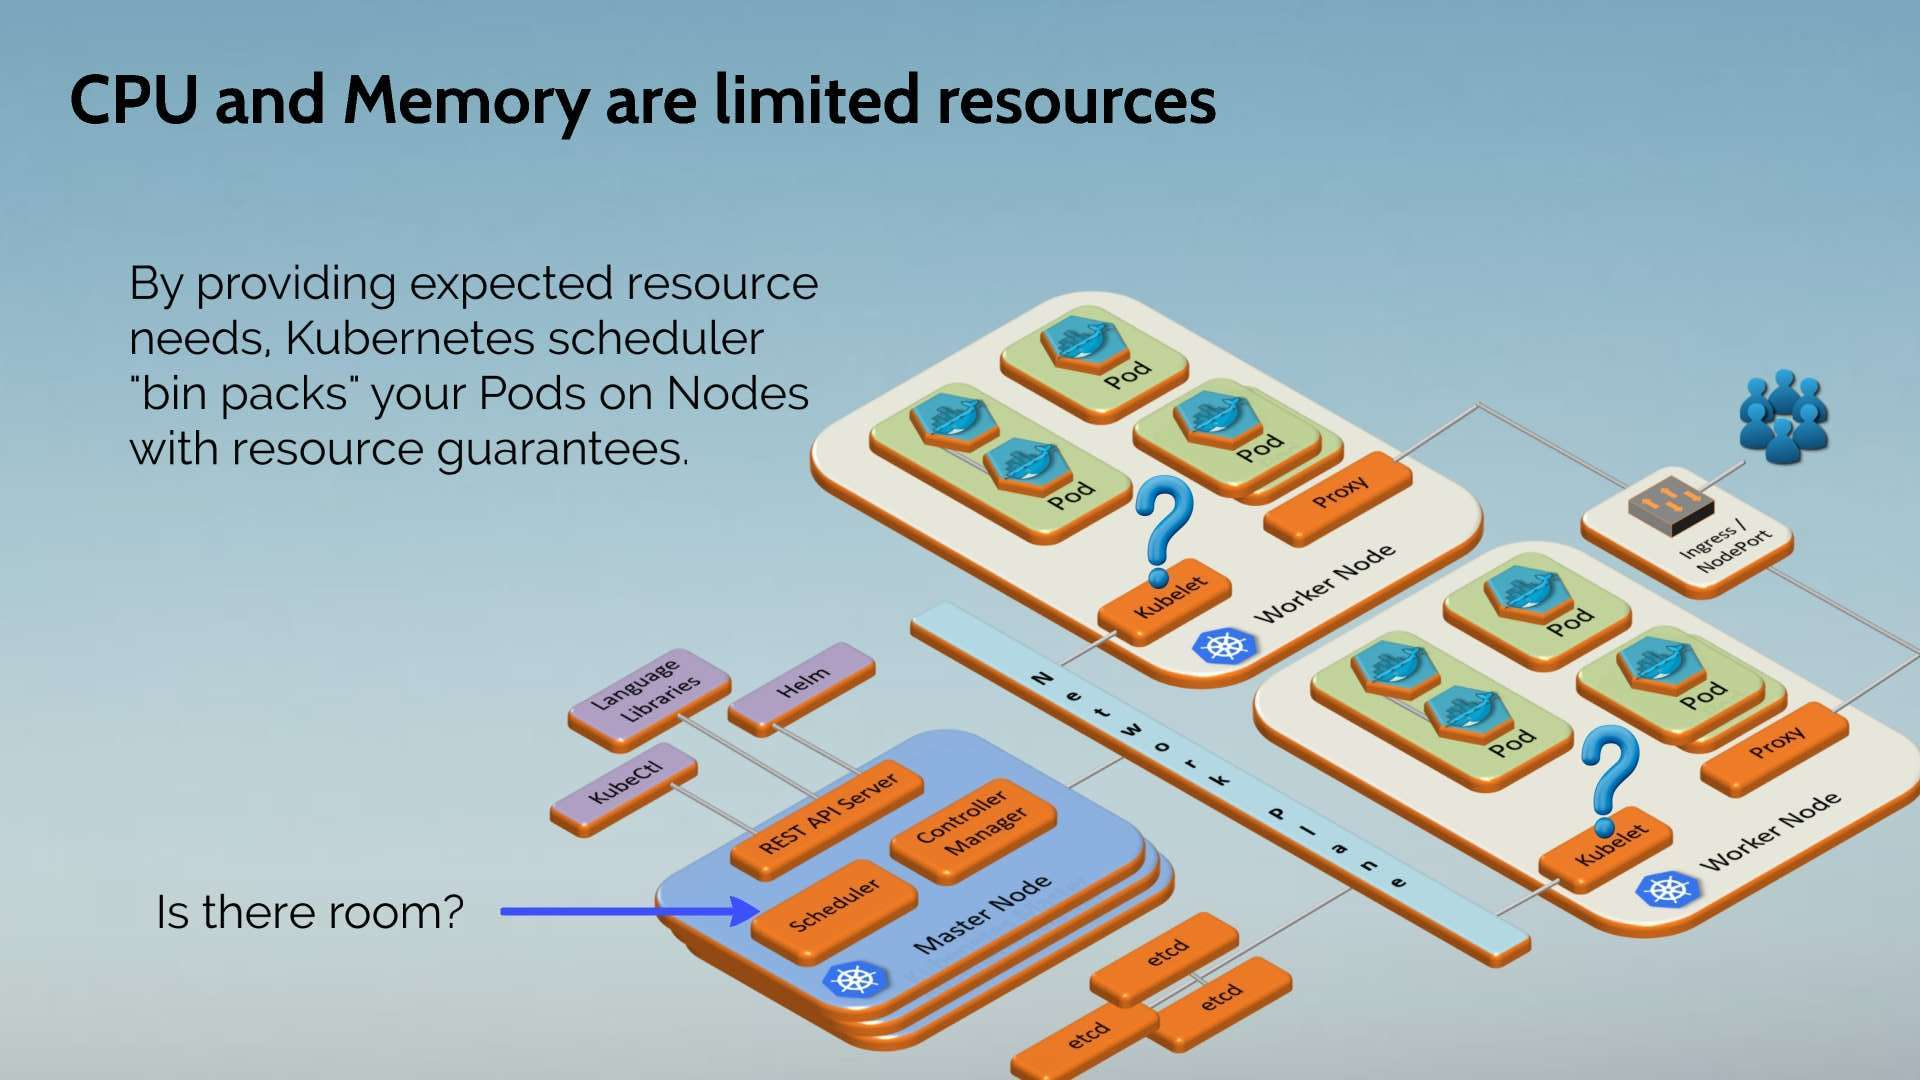 CPU and Memory are limited resources
By providing expected resource
needs, Kubernetes scheduler
"bin packs" your Pods on Nodes
with resource guarantees.
Pod
Pod
Pod
Proxy
?
Kubelet
Worker Node
Ingress /
NodePort
Pod
Pod
Pod
Proxy
?
Kubelet
Worker Node
Network Plane
Language
Libraries
Helm
KubeCtl
REST API Server
Controller
Manager
Scheduler
Master Node
Is there room?
etcd
etcd
etcd